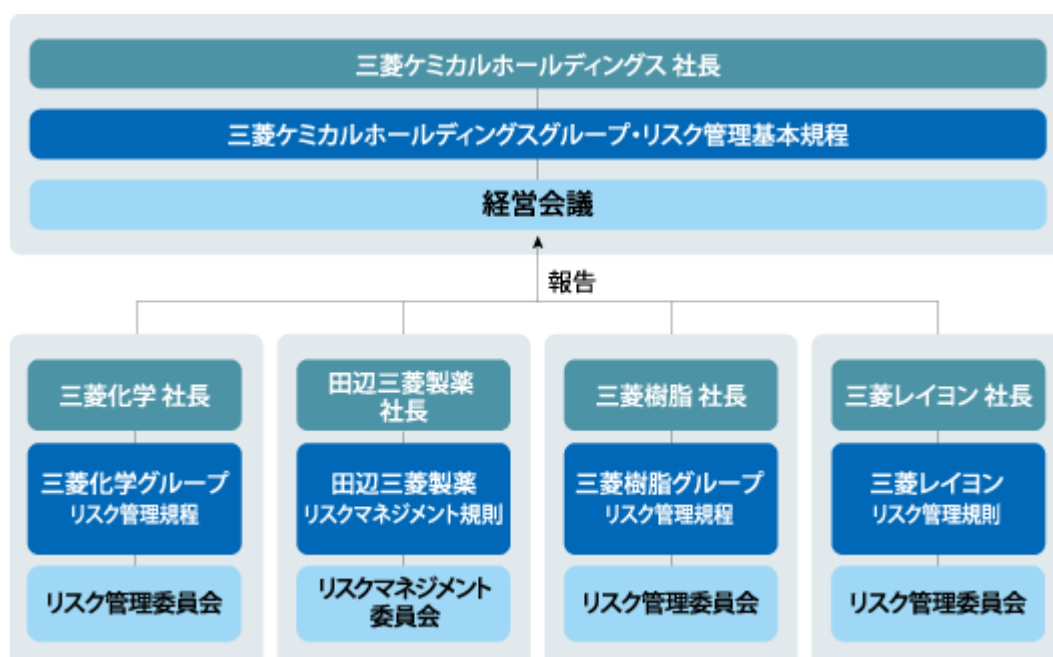 三菱ケミカルホールディングス 社長
三菱ケミカルホールディングスグループ・リスク管理基本規程
経営会議
報告
三菱化学 社長
三菱化学グループ
リスク管理規程
リスク管理委員会
田辺三菱製薬
社長
田辺三菱製薬
リスクマネジメント規則
リスクマネジメント
委員会
三菱樹脂 社長
三菱樹脂グループ
リスク管理規程
リスク管理委員会
三菱レイヨン 社長
三菱レイヨン
リスク管理規則
リスク管理委員会